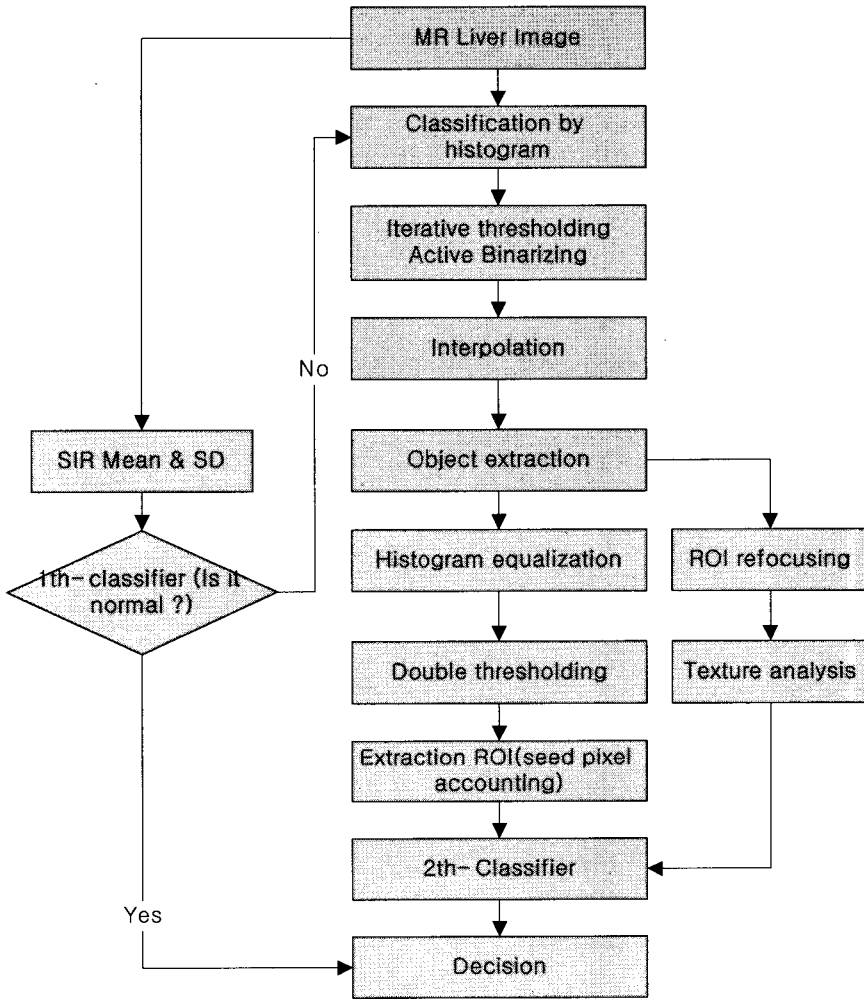 MR Liver Image
Classification by
histogram
Iterative thresholding
Active Binarizing
Interpolation
No
SIR Mean & SD
Object extraction
1th-classifier (Is it
normal ?)
Histogram equalization
ROI refocusing
Double thresholding
Texture analysis
Extraction ROI(seed pixel
accounting)
2th- Classifier
Yes
Decision